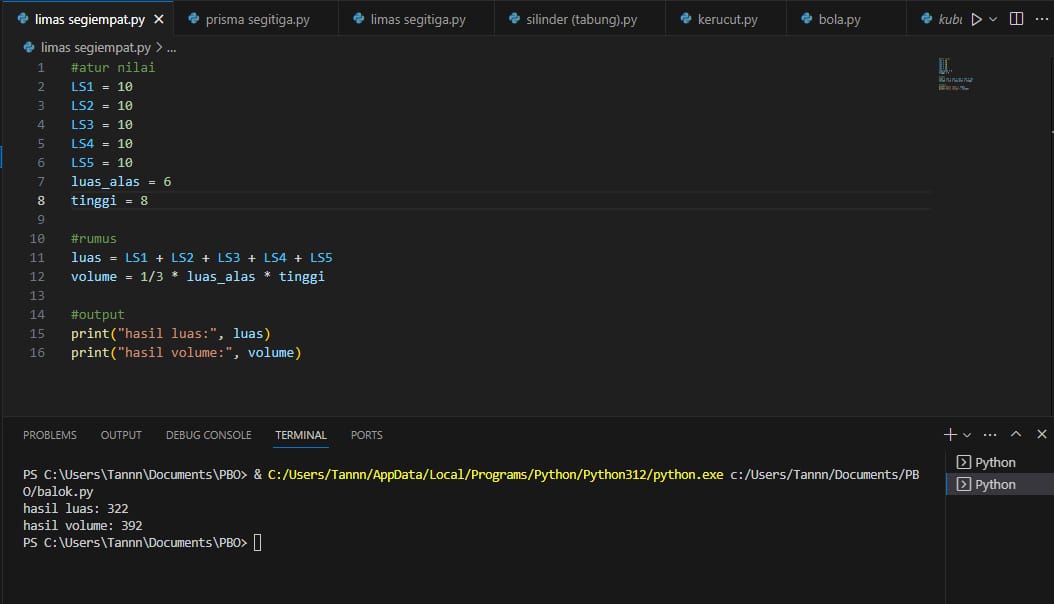 limas segiempat.py
prisma segitiga.py
limas segitiga.py
silinder (tabung).py
kerucut.py
bola.py
limas segiempat.py > ...
1 #atur nilai
2 LS1 = 10
3 LS2 = 10
4 LS3 = 10
5 LS4 = 10
6 LS5 = 10
7 luas_alas = 6
8 tinggi = 8
9
10 #rumus
11 luas = LS1 + LS2 + LS3 + LS4 + LS5
12 volume = 1/3 * luas_alas * tinggi
13
14 #output
15 print("hasil luas:", luas)
16 print("hasil volume:", volume)
PROBLEMS OUTPUT DEBUG CONSOLE TERMINAL PORTS
PS C:\Users\Tannn\Documents\PBO> & C:/Users/Tannn/AppData/Local/Programs/Python/Python312/python.exe c:/Users/Tannn/Documents/PB
O/balok.py
hasil luas: 322
hasil volume: 392
PS C:\Users\Tannn\Documents\PBO>
Python
Python